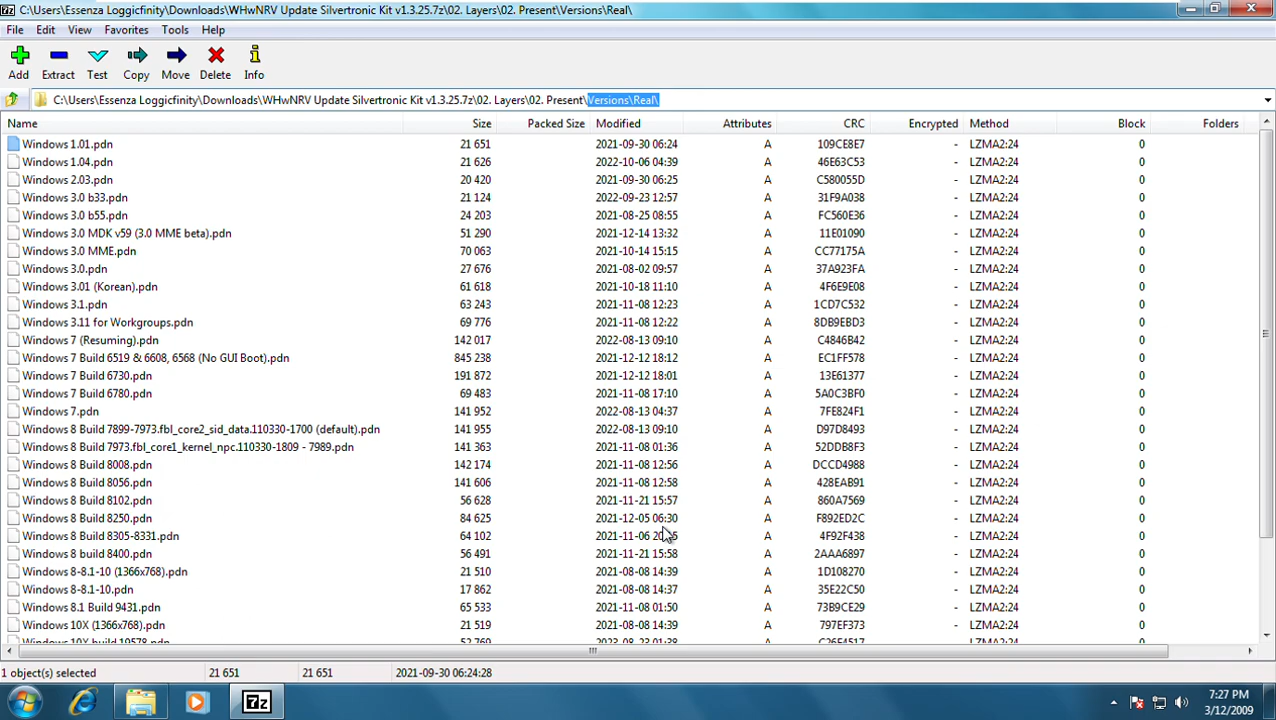 C:\Users\Essenza Loggicfinity\Downloads\WHwNRV Update Silvertronic Kit v1.3.25.7z\02. Layers\02. Present\Versions\Real\
File Edit View Favorites Tools Help
Add Extract Test Copy Move Delete Info
C:\Users\Essenza Loggicfinity\Downloads\WHwNRV Update Silvertronic Kit v1.3.25.7z\02. Layers\02. Present\Versions\Real\
Name Size Packed Size Modified Attributes CRC Encrypted Method Block Folders
Windows 1.01.pdn 21 651 2021-09-30 06:24 A 109CE8E7 - LZMA2:24 0
Windows 1.04.pdn 21 626 2022-10-06 04:39 A 46E63C53 - LZMA2:24 0
Windows 2.03.pdn 20 420 2021-09-30 06:25 A C580055D - LZMA2:24 0
Windows 3.0 b33.pdn 21 124 2022-09-23 12:57 A 31F9A038 - LZMA2:24 0
Windows 3.0 b55.pdn 24 203 2021-08-25 08:55 A FC560E36 - LZMA2:24 0
Windows 3.0 MDK v59 (3.0 MME beta).pdn 51 290 2021-12-14 13:32 A 11E01090 - LZMA2:24 0
Windows 3.0 MME.pdn 70 063 2021-10-14 15:15 A CC77175A - LZMA2:24 0
Windows 3.0.pdn 27 676 2021-08-02 09:57 A 37A923FA - LZMA2:24 0
Windows 3.01 (Korean).pdn 61 618 2021-10-18 11:10 A 4F6E9E08 - LZMA2:24 0
Windows 3.1.pdn 63 243 2021-11-08 12:23 A 1CD7C532 - LZMA2:24 0
Windows 3.11 for Workgroups.pdn 69 776 2021-11-08 12:22 A 8DB9EBD3 - LZMA2:24 0
Windows 7 (Resuming).pdn 142 017 2022-08-13 09:10 A C4846B42 - LZMA2:24 0
Windows 7 Build 6519 & 6608, 6568 (No GUI Boot).pdn 845 238 2021-12-12 18:12 A EC1FF578 - LZMA2:24 0
Windows 7 Build 6730.pdn 191 872 2021-12-12 18:01 A 13E61377 - LZMA2:24 0
Windows 7 Build 6780.pdn 69 483 2021-11-08 17:10 A 5A0C3BF0 - LZMA2:24 0
Windows 7.pdn 141 952 2022-08-13 04:37 A 7FE824F1 - LZMA2:24 0
Windows 8 Build 7899-7973.fbl_core2_sid_data.110330-1700 (default).pdn 141 955 2022-08-13 09:10 A D97D8493 - LZMA2:24 0
Windows 8 Build 7973.fbl_core1_kernel_npc.110330-1809 - 7989.pdn 141 363 2021-11-08 01:36 A 52DDB8F3 - LZMA2:24 0
Windows 8 Build 8008.pdn 142 174 2021-11-08 12:56 A DCCD4988 - LZMA2:24 0
Windows 8 Build 8056.pdn 141 606 2021-11-08 12:58 A 428EAB91 - LZMA2:24 0
Windows 8 Build 8102.pdn 56 628 2021-11-21 15:57 A 860A7569 - LZMA2:24 0
Windows 8 Build 8250.pdn 84 625 2021-12-05 06:30 A F892ED2C - LZMA2:24 0
Windows 8 Build 8305-8331.pdn 64 102 2021-11-06 A 4F92F438 - LZMA2:24 0
Windows 8 build 8400.pdn 56 491 2021-11-21 15:58 A 2AAA6897 - LZMA2:24 0
Windows 8-8.1-10 (1366x768).pdn 21 510 2021-08-08 14:39 A 1D108270 - LZMA2:24 0
Windows 8-8.1-10.pdn 17 862 2021-08-08 14:37 A 35E22C50 - LZMA2:24 0
Windows 8.1 Build 9431.pdn 65 533 2021-11-08 01:50 A 73B9CE29 - LZMA2:24 0
Windows 10X (1366x768).pdn 21 519 2021-08-08 14:39 A 797EF373 - LZMA2:24 0
Windows 10X build 19578.pdn 52 769 2023-08-23 01:38 A C26F4517 - LZMA2:24 0
1 object(s) selected 21 651 21 651 2021-09-30 06:24:28
7:27 PM
3/12/2009